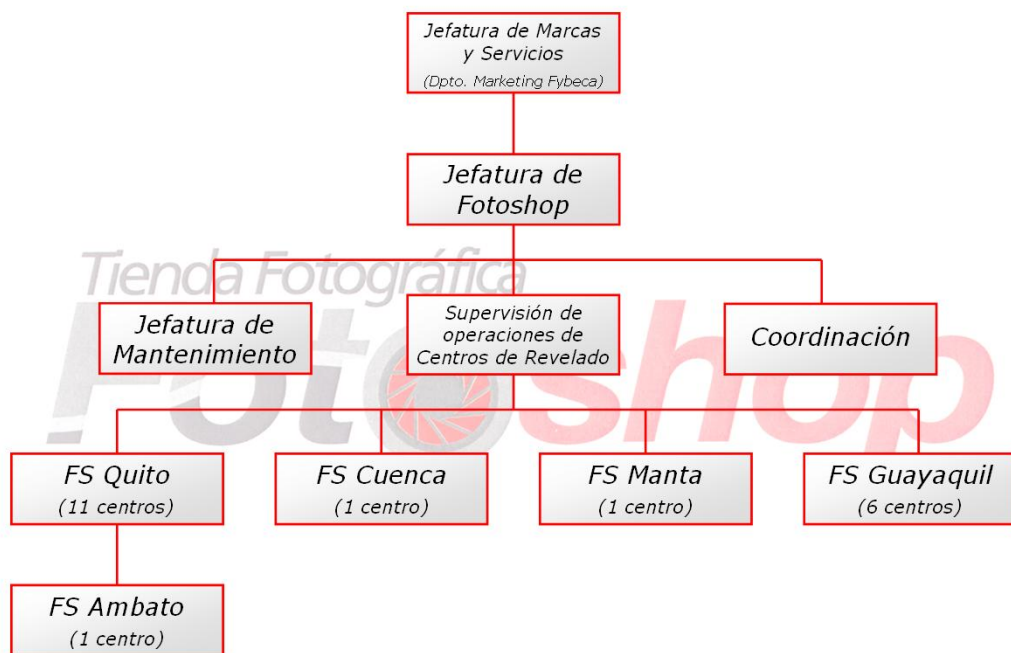 Jefatura de Marcas
y Servicios
(Dpto. Marketing Fybeca)
Jefatura de
Fotoshop
Tienda Fotográfica
Fotoshop
Jefatura de
Mantenimiento
Supervisión de
operaciones de
Centros de Revelado
Coordinación
FS Quito
(11 centros)
FS Cuenca
(1 centro)
FS Manta
(1 centro)
FS Guayaquil
(6 centros)
FS Ambato
(1 centro)